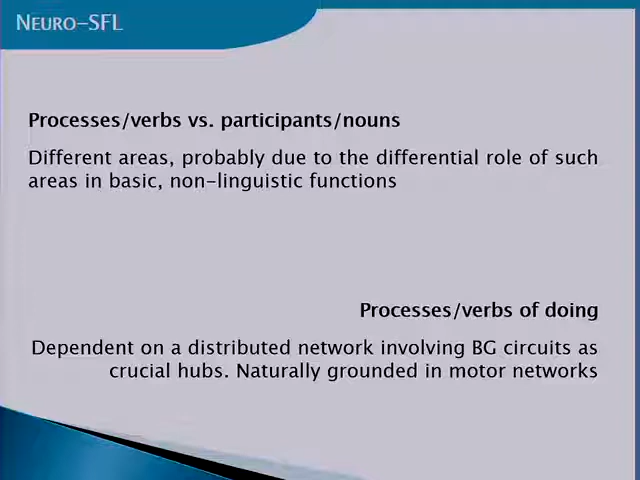 Neuro-SFL
Processes/verbs vs. participants/nouns
Different areas, probably due to the differential role of such
areas in basic, non-linguistic functions
Processes/verbs of doing
Dependent on a distributed network involving BG circuits as
crucial hubs. Naturally grounded in motor networks